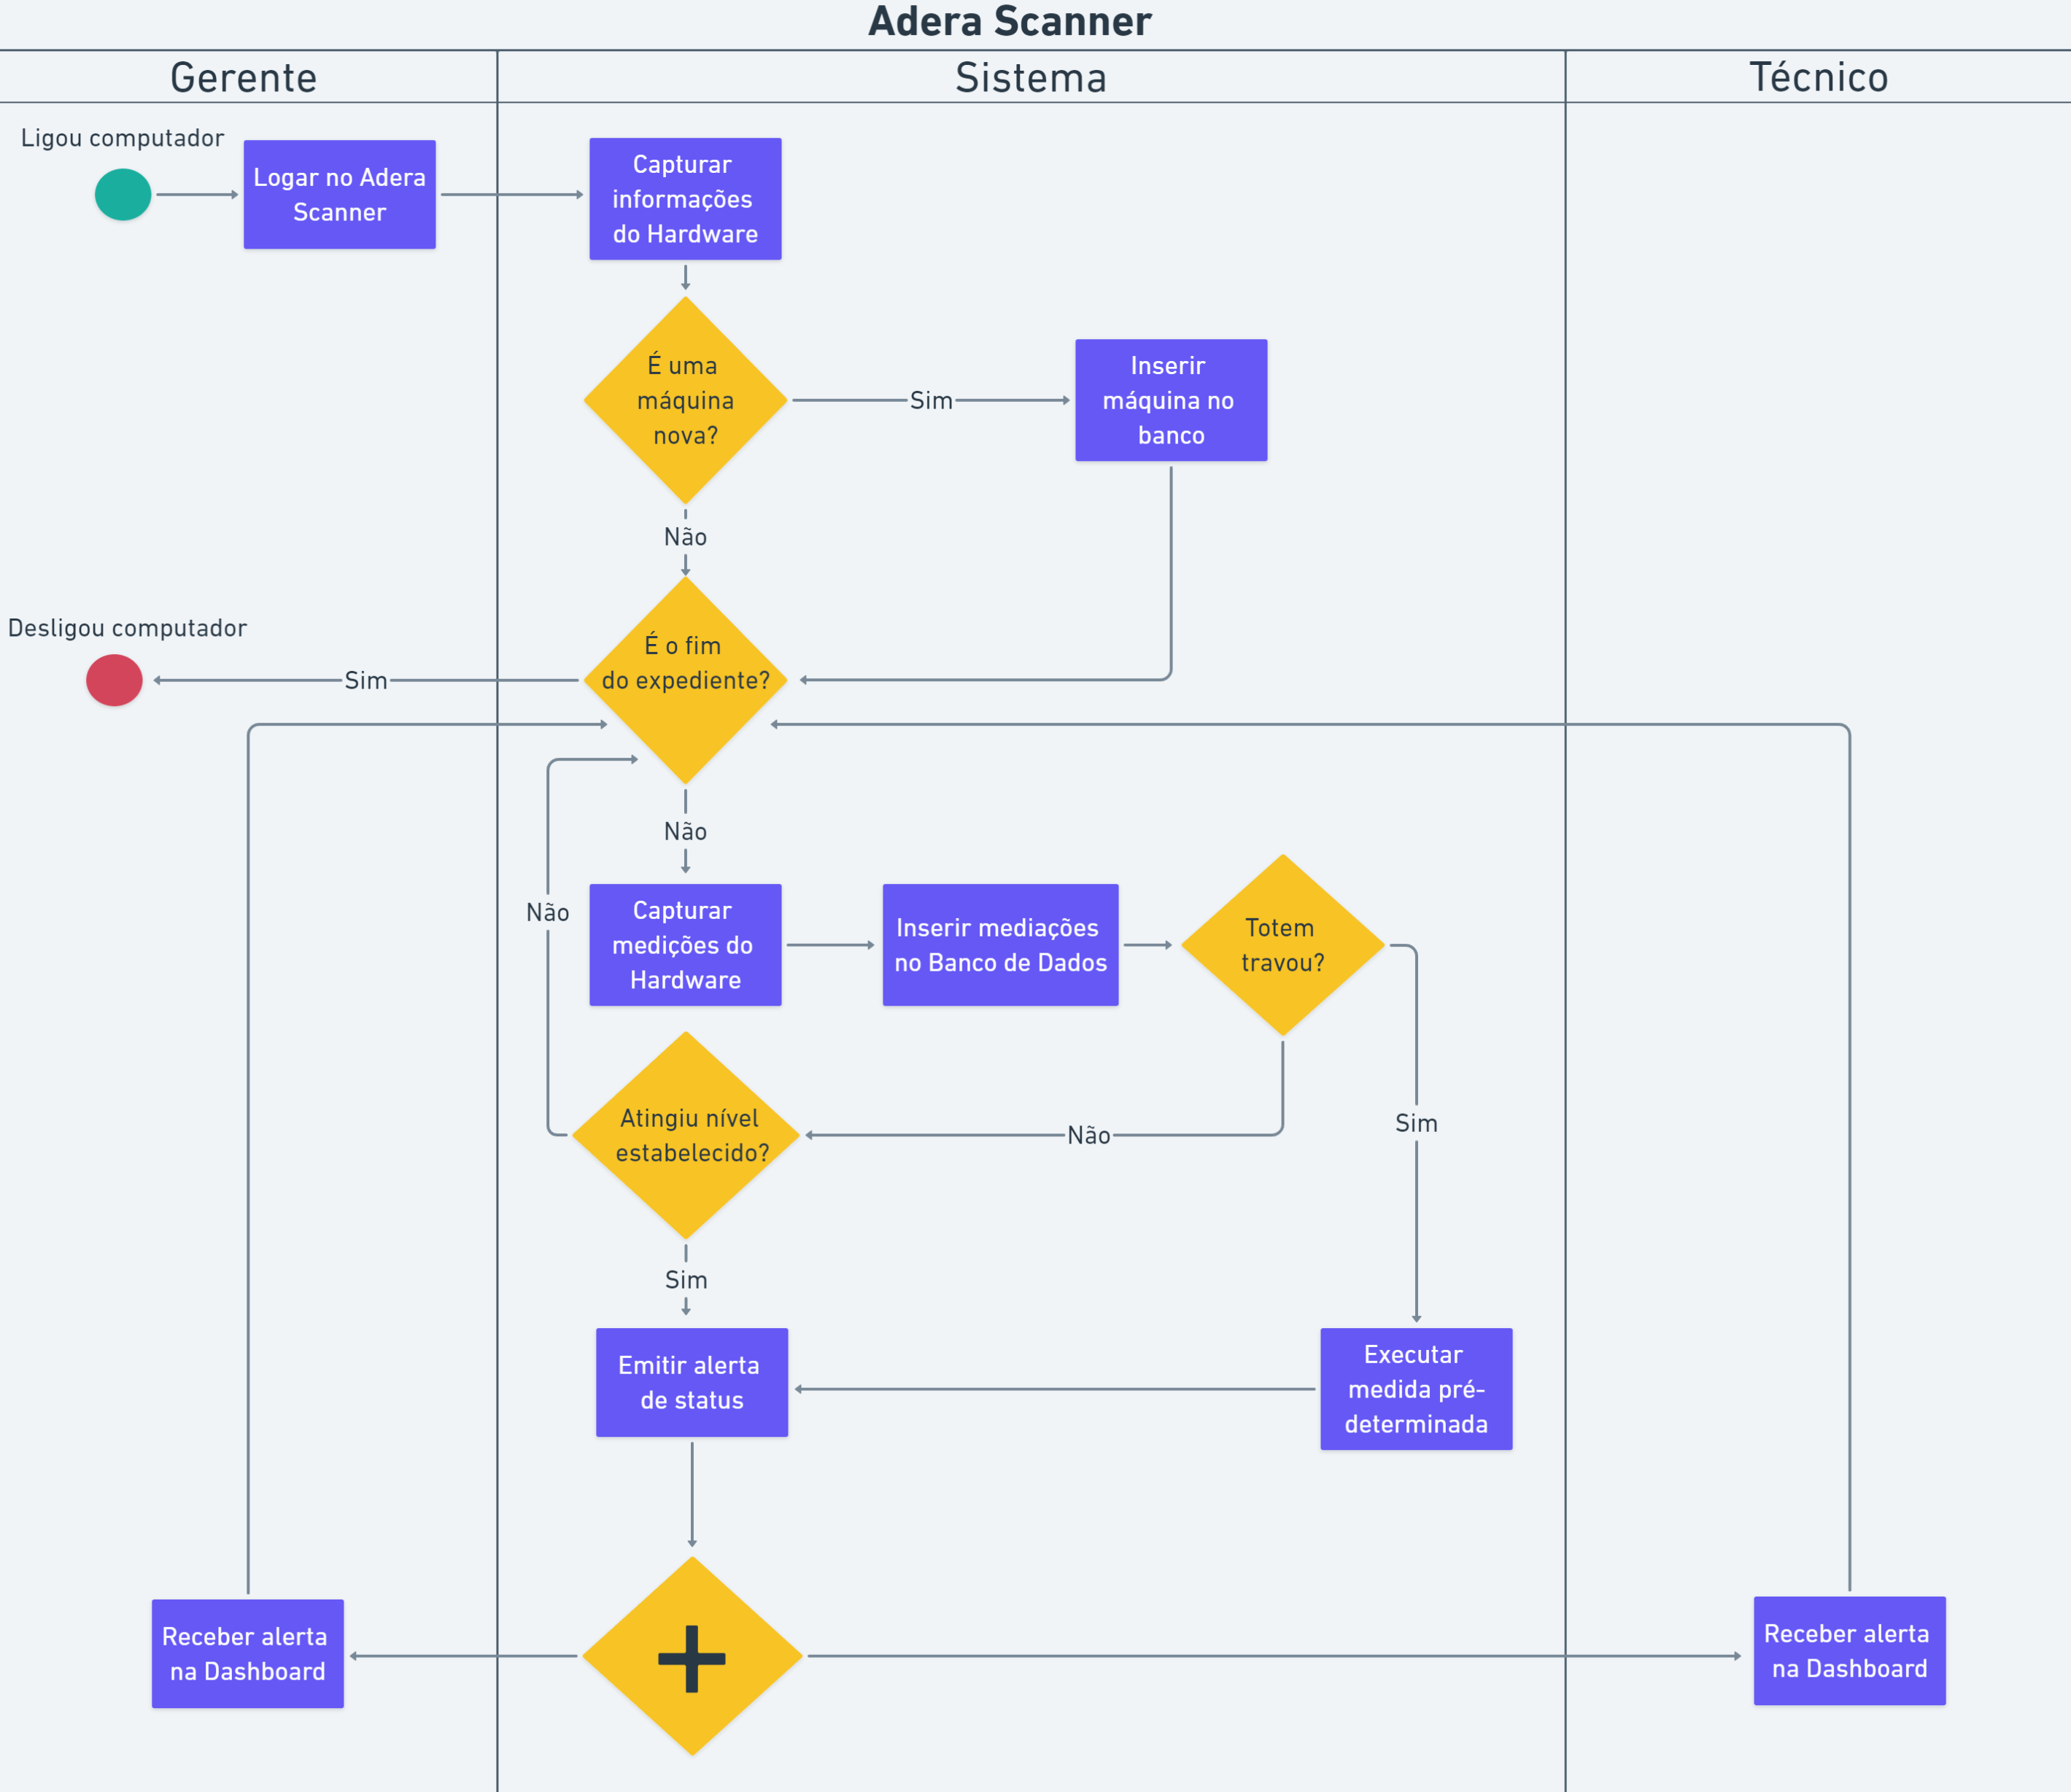 Adera Scanner
Gerente
Sistema
Técnico
Ligou computador
Logar no Adera
Scanner
Capturar
informações
do Hardware
É uma
máquina
nova?
Sim
Inserir
máquina no
banco
Não
Desligou computador
Sim
É o fim
do expediente?
Não
Não
Capturar
medições do
Hardware
Inserir mediações
no Banco de Dados
Totem
travou?
Atingiu nível
estabelecido?
Não
Sim
Sim
Emitir alerta
de status
Executar
medida pré-
determinada
Receber alerta
na Dashboard
+
Receber alerta
na Dashboard